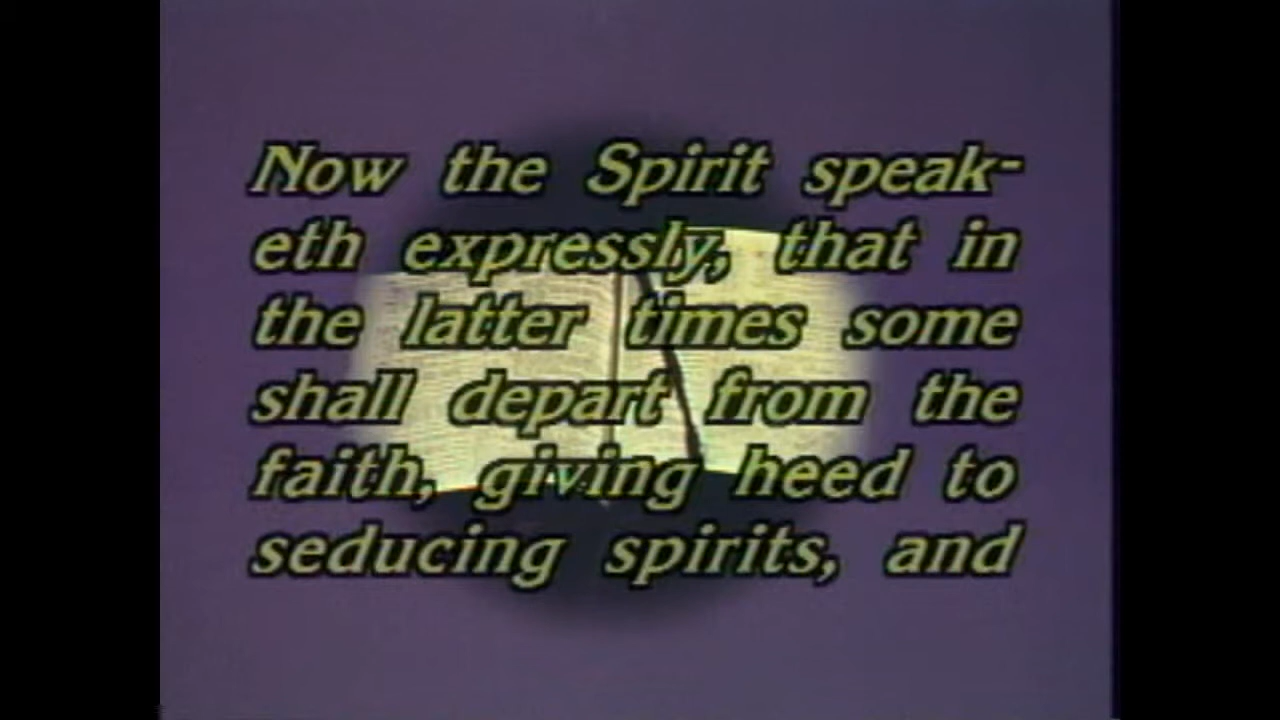 Now the Spirit speak-
eth expressly, that in
the latter times some
shall depart from the
faith, giving heed to
seducing spirits, and